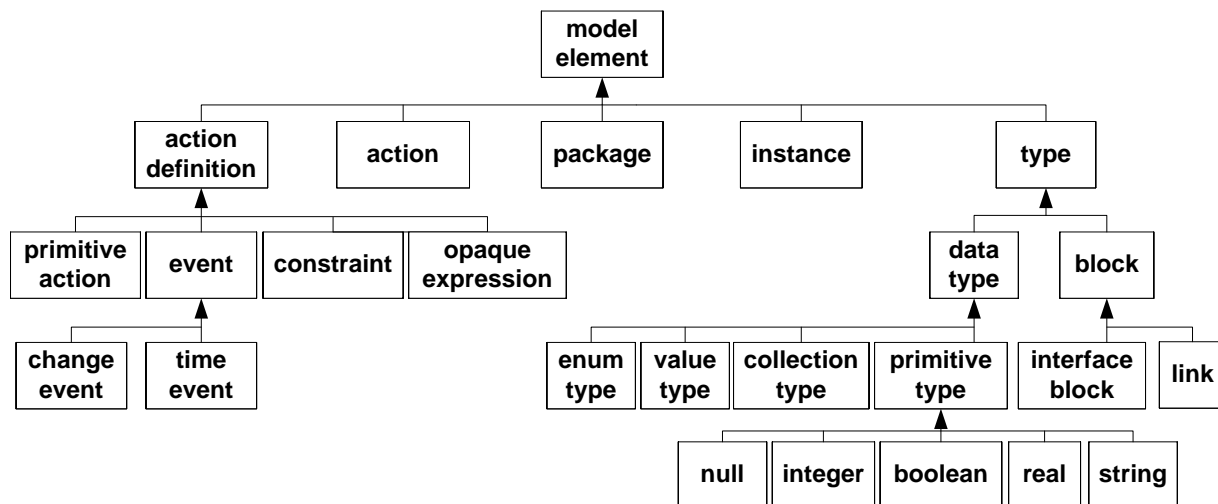 model
element
action
definition
action
package
instance
type
primitive
action
event
constraint
opaque
expression
data
type
block
change
event
time
event
enum
type
value
type
collection
type
primitive
type
interface
block
link
null
integer
boolean
real
string